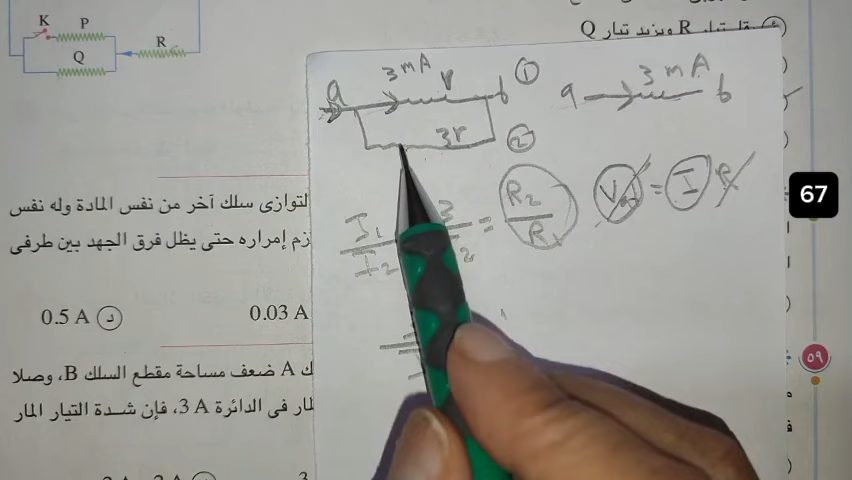 K P
Q
R
يقل تيار R ويزيد تيار Q
3 mA
a r b ①
3r ②
a 3 mA b
I₁ / I₂ = R₂ / R₁
Vab = I R
67
لتوازى سلك آخر من نفس المادة وله نفس
زم إمراره حتى يظل فرق الجهد بين طرفى
0.03 A
د 0.5 A
ك A ضعف مساحة مقطع السلك B، وصلا
لمار فى الدائرة 3 A، فإن شدة التيار المار
٥٩